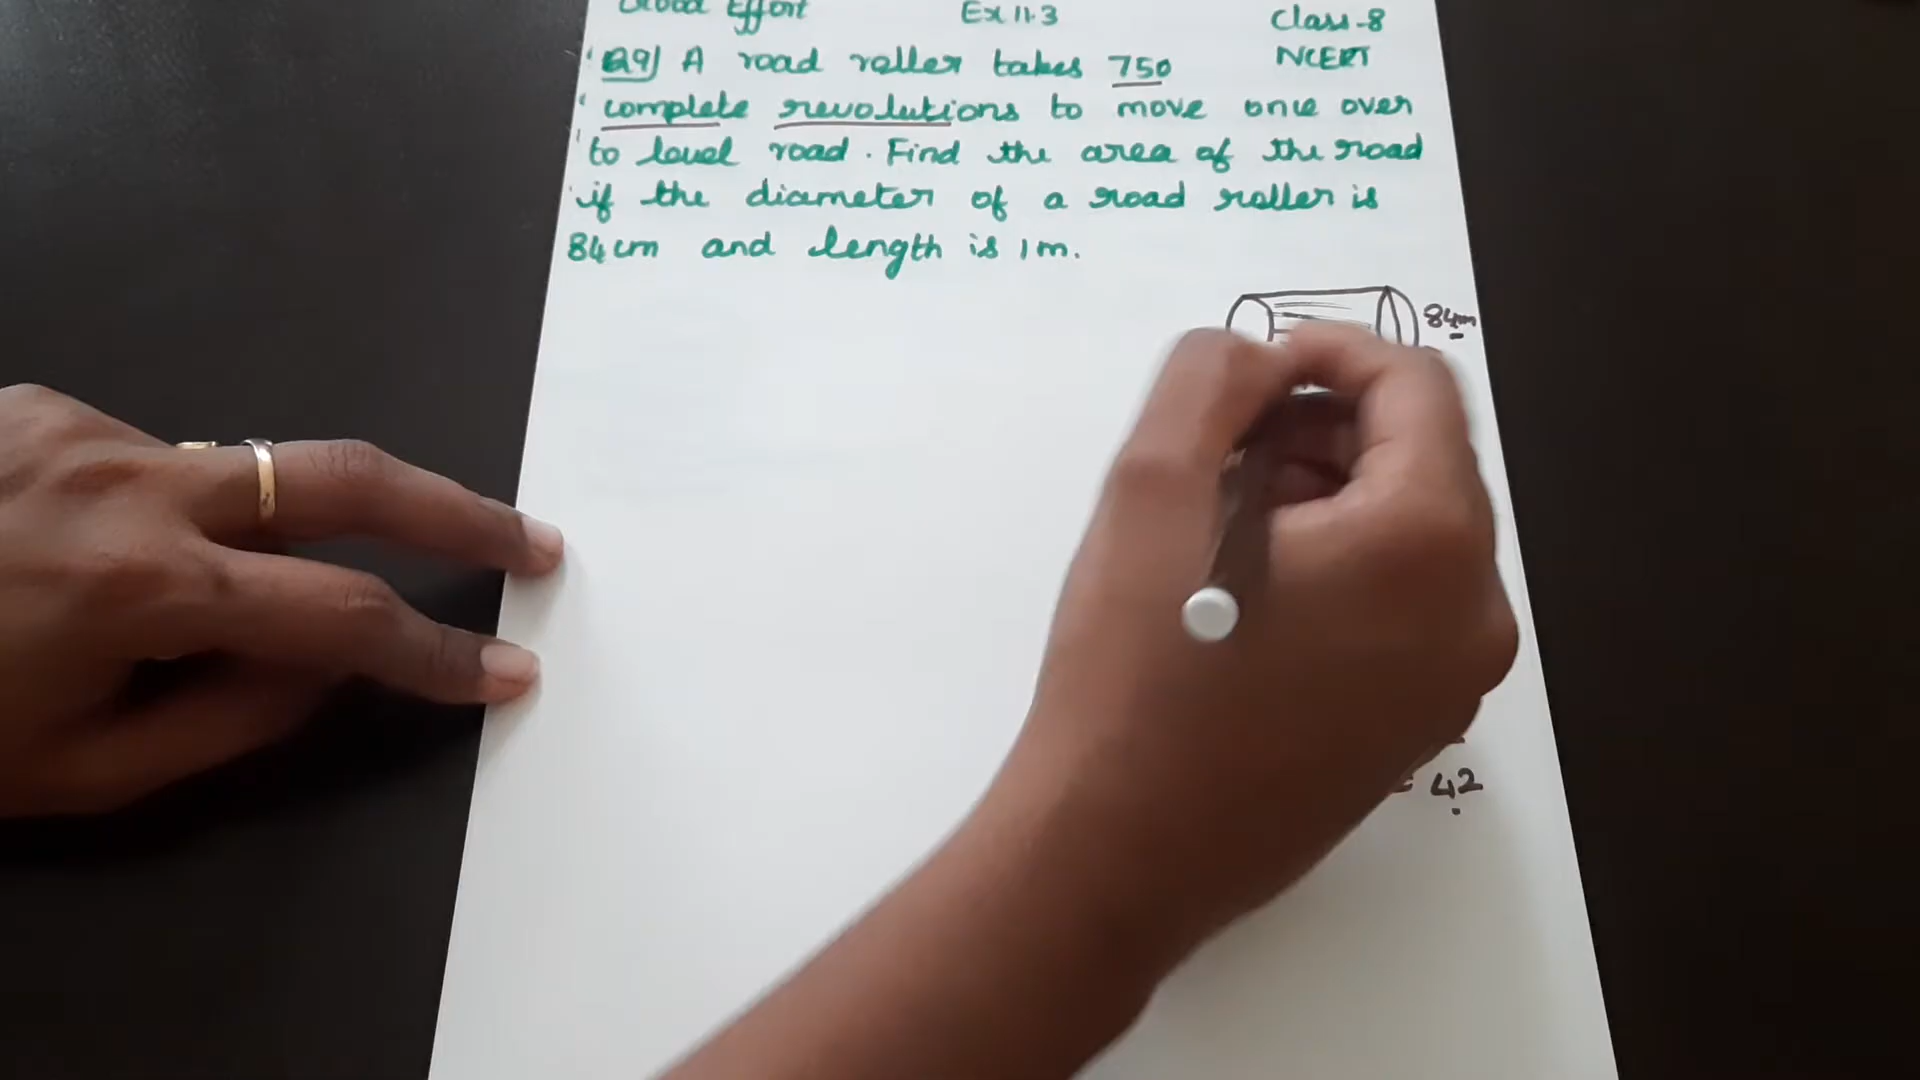 Effort Ex 11.3 Class-8
Q9) A road roller takes 750 NCERT
complete revolutions to move once over
to level road. Find the area of the road
if the diameter of a road roller is
84cm and length is 1m.
84m
= 42